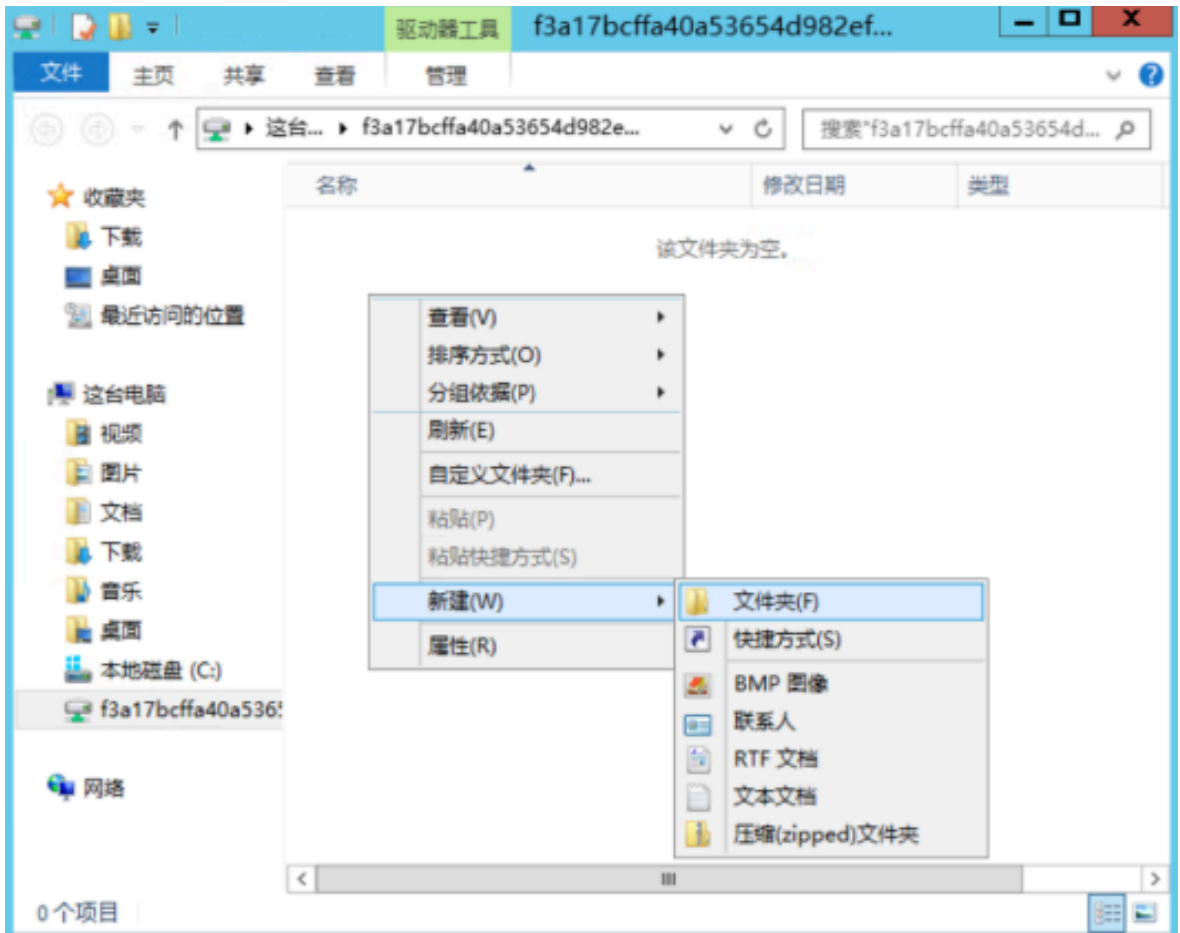 驱动器工具 f3a17bcffa40a53654d982ef...
文件 主页 共享 查看 管理
这台... f3a17bcffa40a53654d982e... 搜索"f3a17bcffa40a53654d...
名称 修改日期 类型
该文件夹为空。
收藏夹
下载
桌面
最近访问的位置
这台电脑
视频
图片
文档
下载
音乐
桌面
本地磁盘 (C:)
f3a17bcffa40a536
网络
查看(V)
排序方式(O)
分组依据(P)
刷新(E)
自定义文件夹(F)...
粘贴(P)
粘贴快捷方式(S)
新建(W)
属性(R)
文件夹(F)
快捷方式(S)
BMP 图像
联系人
RTF 文档
文本文档
压缩(zipped)文件夹
0个项目